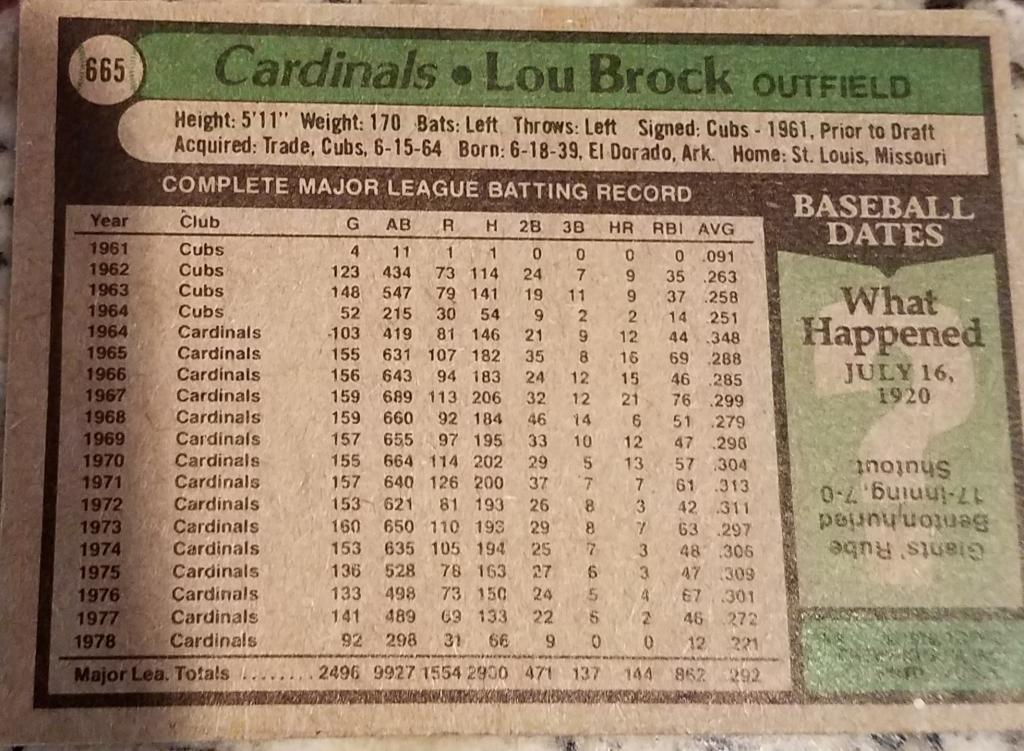 665
Cardinals • Lou Brock OUTFIELD
Height: 5'11" Weight: 170 Bats: Left Throws: Left Signed: Cubs - 1961, Prior to Draft
Acquired: Trade, Cubs, 6-15-64 Born: 6-18-39, El Dorado, Ark. Home: St. Louis, Missouri
COMPLETE MAJOR LEAGUE BATTING RECORD
Year Club G AB R H 2B 3B HR RBI AVG
1961 Cubs 4 11 1 1 0 0 0 0 .091
1962 Cubs 123 434 73 114 24 7 9 35 .263
1963 Cubs 148 547 79 141 19 11 9 37 .258
1964 Cubs 52 215 30 54 9 2 2 14 .251
1964 Cardinals 103 419 81 146 21 9 12 44 .348
1965 Cardinals 155 631 107 182 35 8 16 69 .288
1966 Cardinals 156 643 94 183 24 12 15 46 .285
1967 Cardinals 159 689 113 206 32 12 21 76 .299
1968 Cardinals 159 660 92 184 46 14 6 51 .279
1969 Cardinals 157 655 97 195 33 10 12 47 .298
1970 Cardinals 155 664 114 202 29 5 13 57 .304
1971 Cardinals 157 640 126 200 37 7 7 61 .313
1972 Cardinals 153 621 81 193 26 8 3 42 .311
1973 Cardinals 160 650 110 193 29 8 7 63 .297
1974 Cardinals 153 635 105 194 25 7 3 48 .306
1975 Cardinals 136 528 78 163 27 6 3 47 .309
1976 Cardinals 133 498 73 150 24 5 4 67 .301
1977 Cardinals 141 489 69 133 22 6 2 46 .272
1978 Cardinals 92 298 31 66 9 0 0 12 .221
Major Lea. Totals ........ 2496 9927 1554 2900 471 137 144 862 .292
BASEBALL
DATES
What
Happened
JULY 16,
1920
?
Giants' Rube
Benton hurled
17-inning, 7-0
Shutout